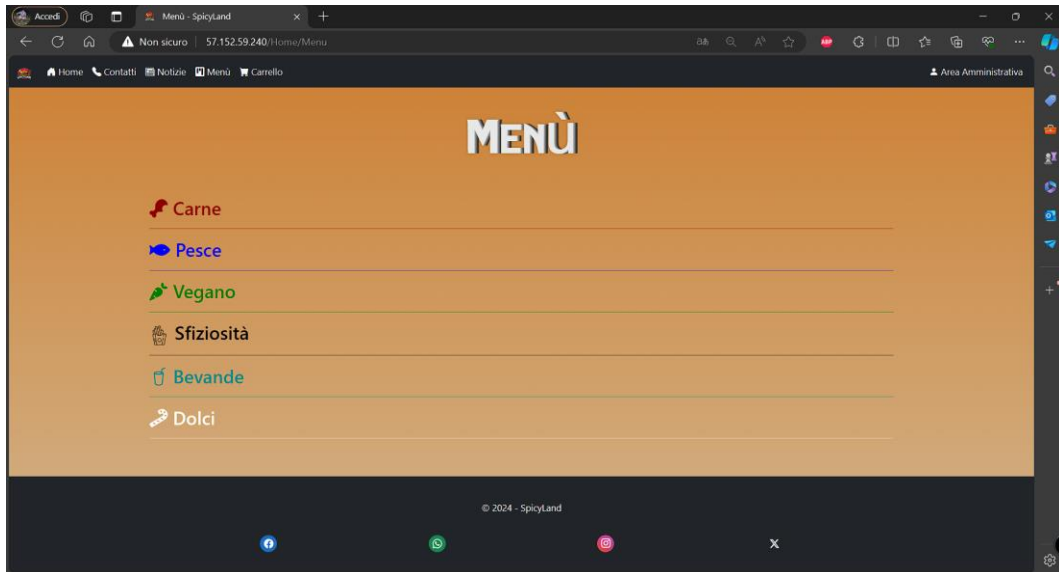 Accedi
Menù - SpicyLand
Non sicuro 57.152.59.240/Home/Menu
Home Contatti Notizie Menù Carrello
Area Amministrativa
Menù
Carne
Pesce
Vegano
Sfiziosità
Bevande
Dolci
© 2024 - SpicyLand